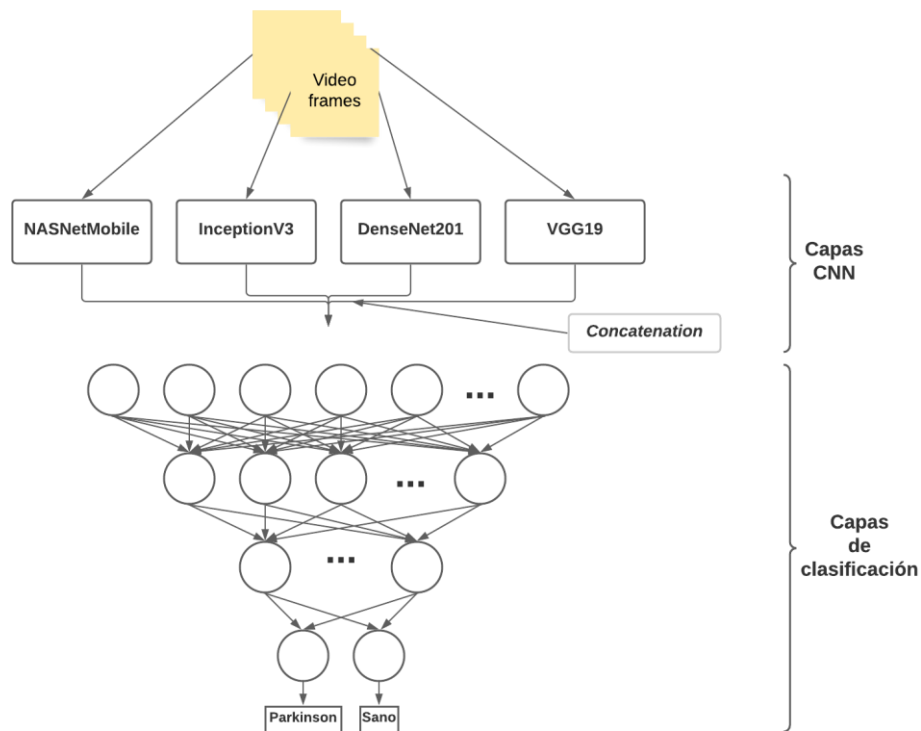 Video
frames
NASNetMobile
InceptionV3
DenseNet201
VGG19
Capas
CNN
Concatenation
...
...
...
Capas
de
clasificación
Parkinson
Sano